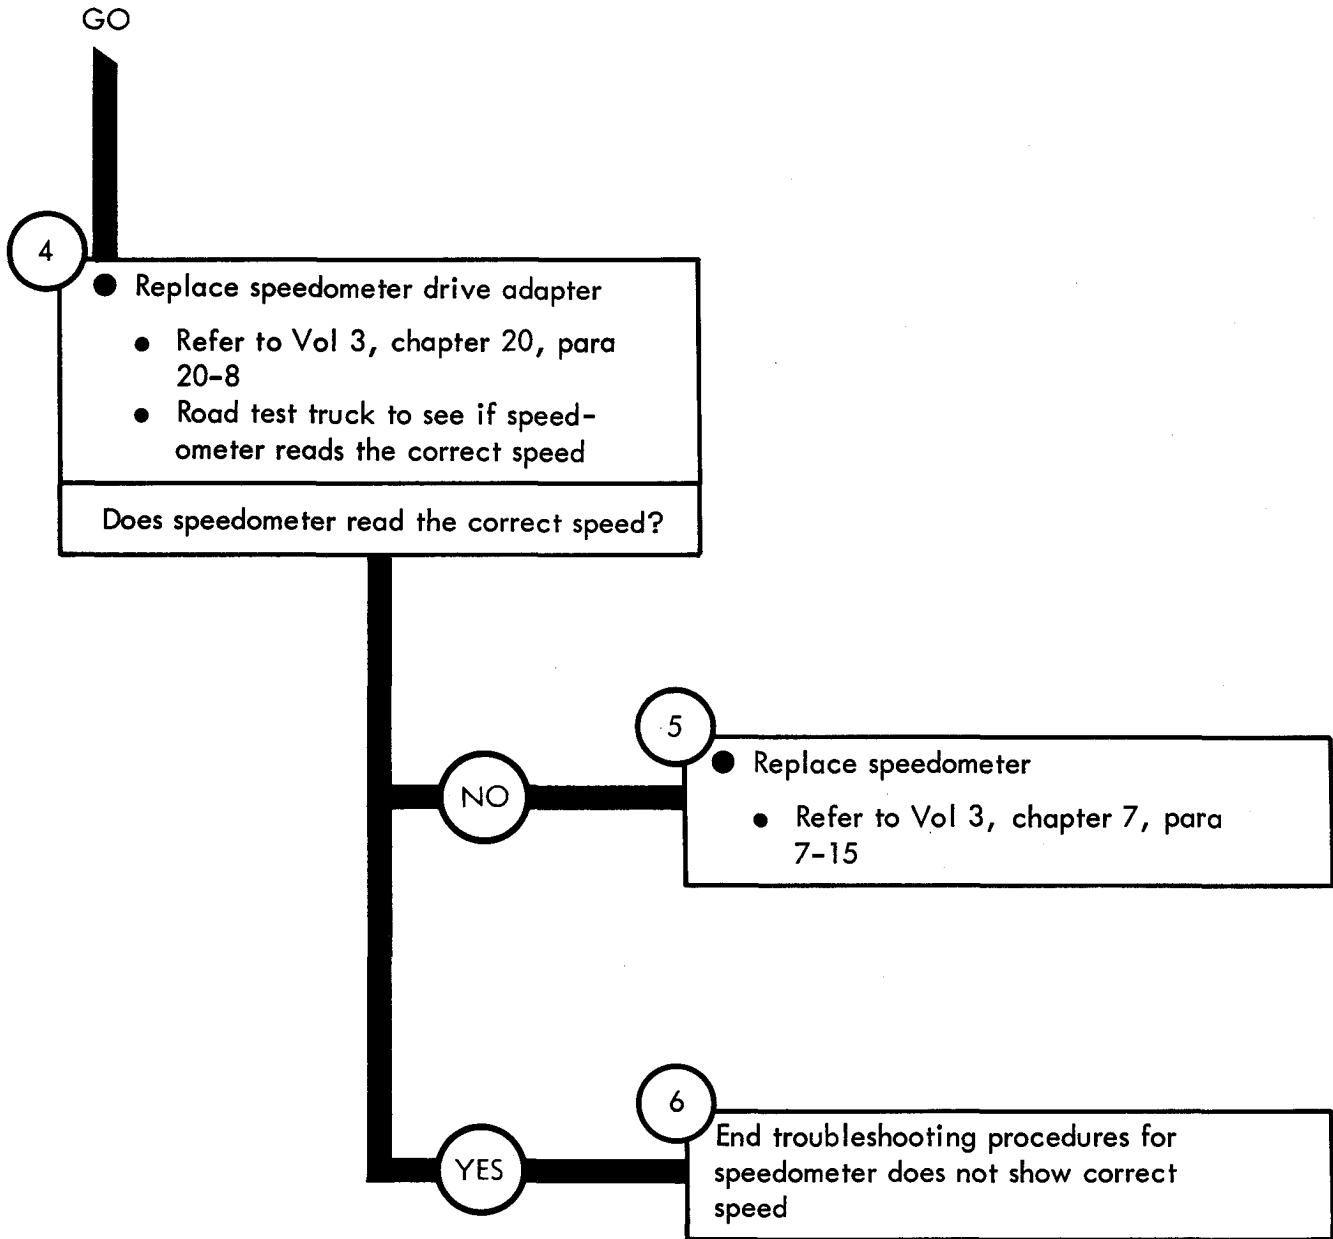 GO
4
● Replace speedometer drive adapter
● Refer to Vol 3, chapter 20, para
20-8
● Road test truck to see if speed-
ometer reads the correct speed
Does speedometer read the correct speed?
5
● Replace speedometer
● Refer to Vol 3, chapter 7, para
7-15
NO
6
End troubleshooting procedures for
speedometer does not show correct
speed
YES